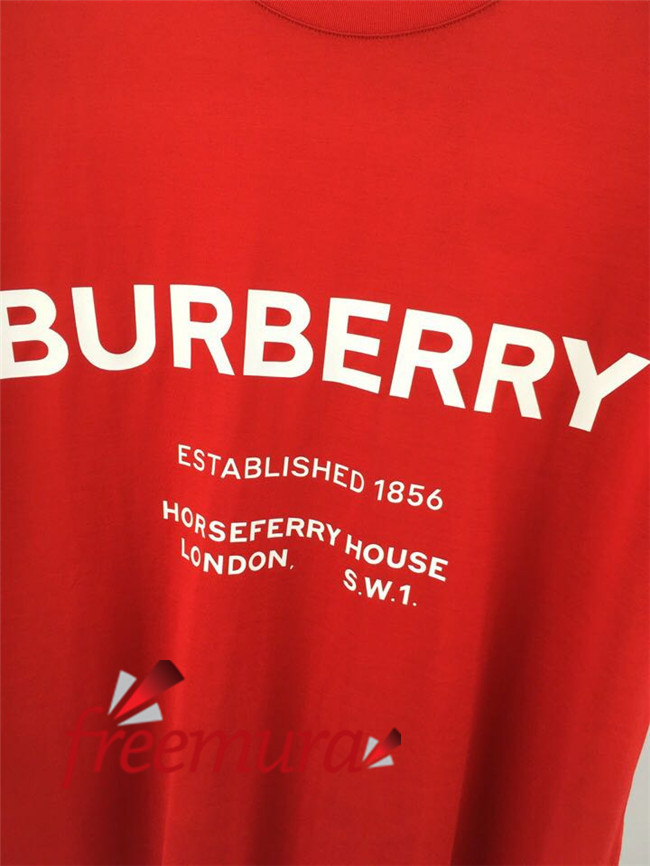 BURBERRY
ESTABLISHED 1856
HORSEFERRY HOUSE
LONDON, S.W.1.
freemura